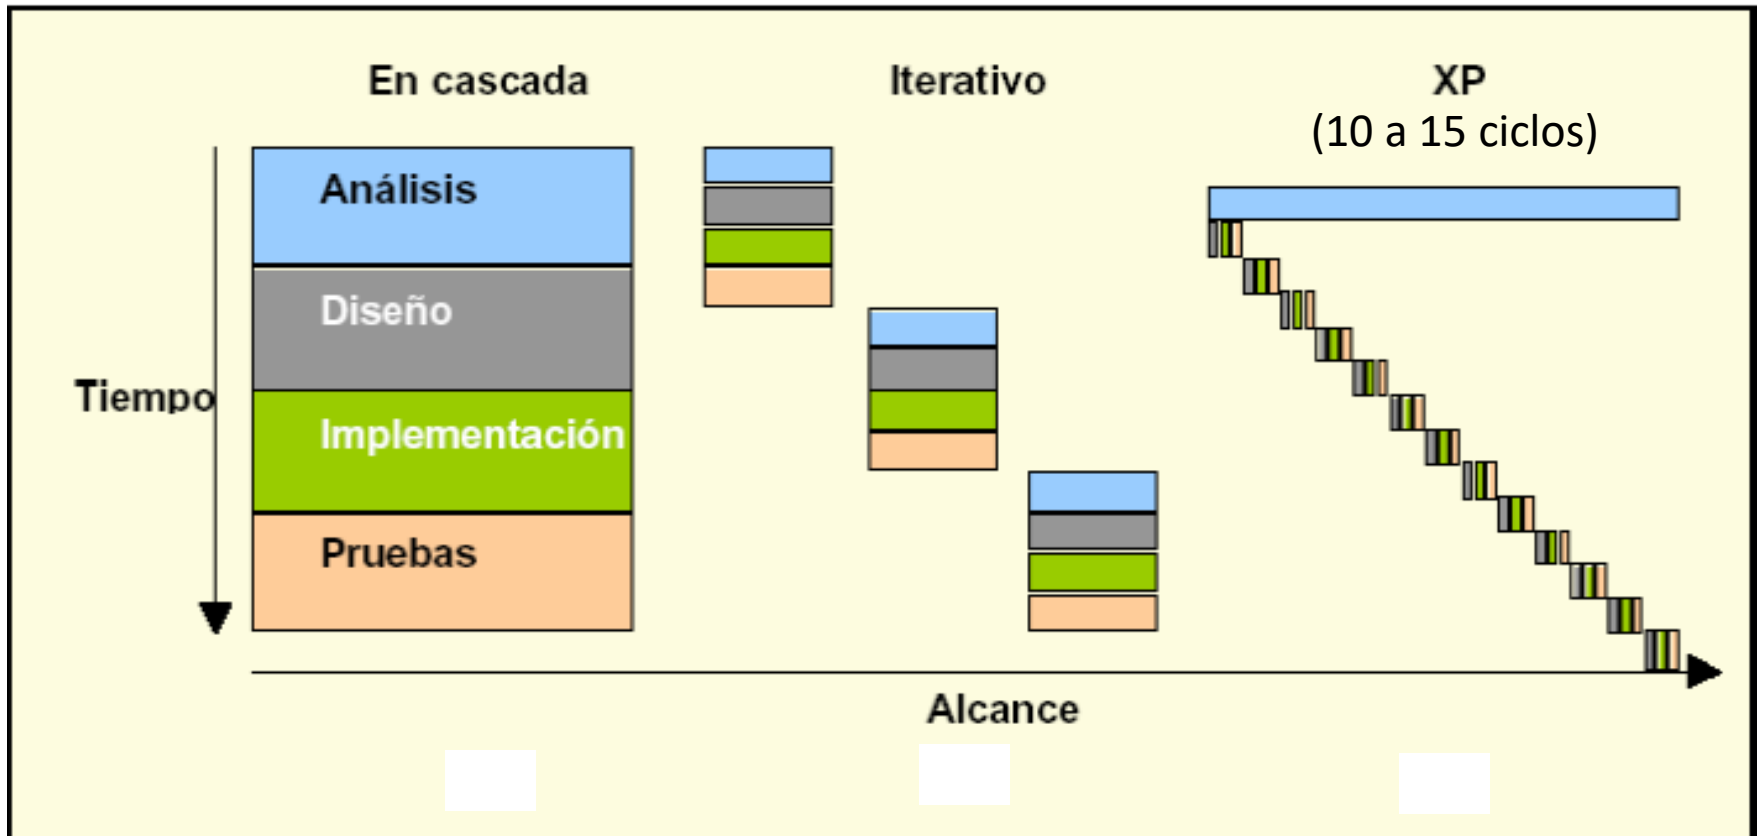 En cascada
Iterativo
XP
(10 a 15 ciclos)
Análisis
Diseño
Tiempo
Implementación
Pruebas
Alcance